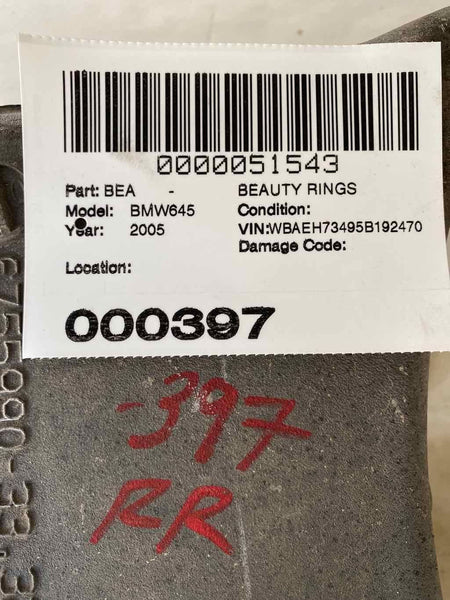 0000051543
Part: BEA - BEAUTY RINGS
Model: BMW645 Condition:
Year: 2005 VIN:WBAEH73495B192470
Damage Code:
Location:
000397
-397
RR